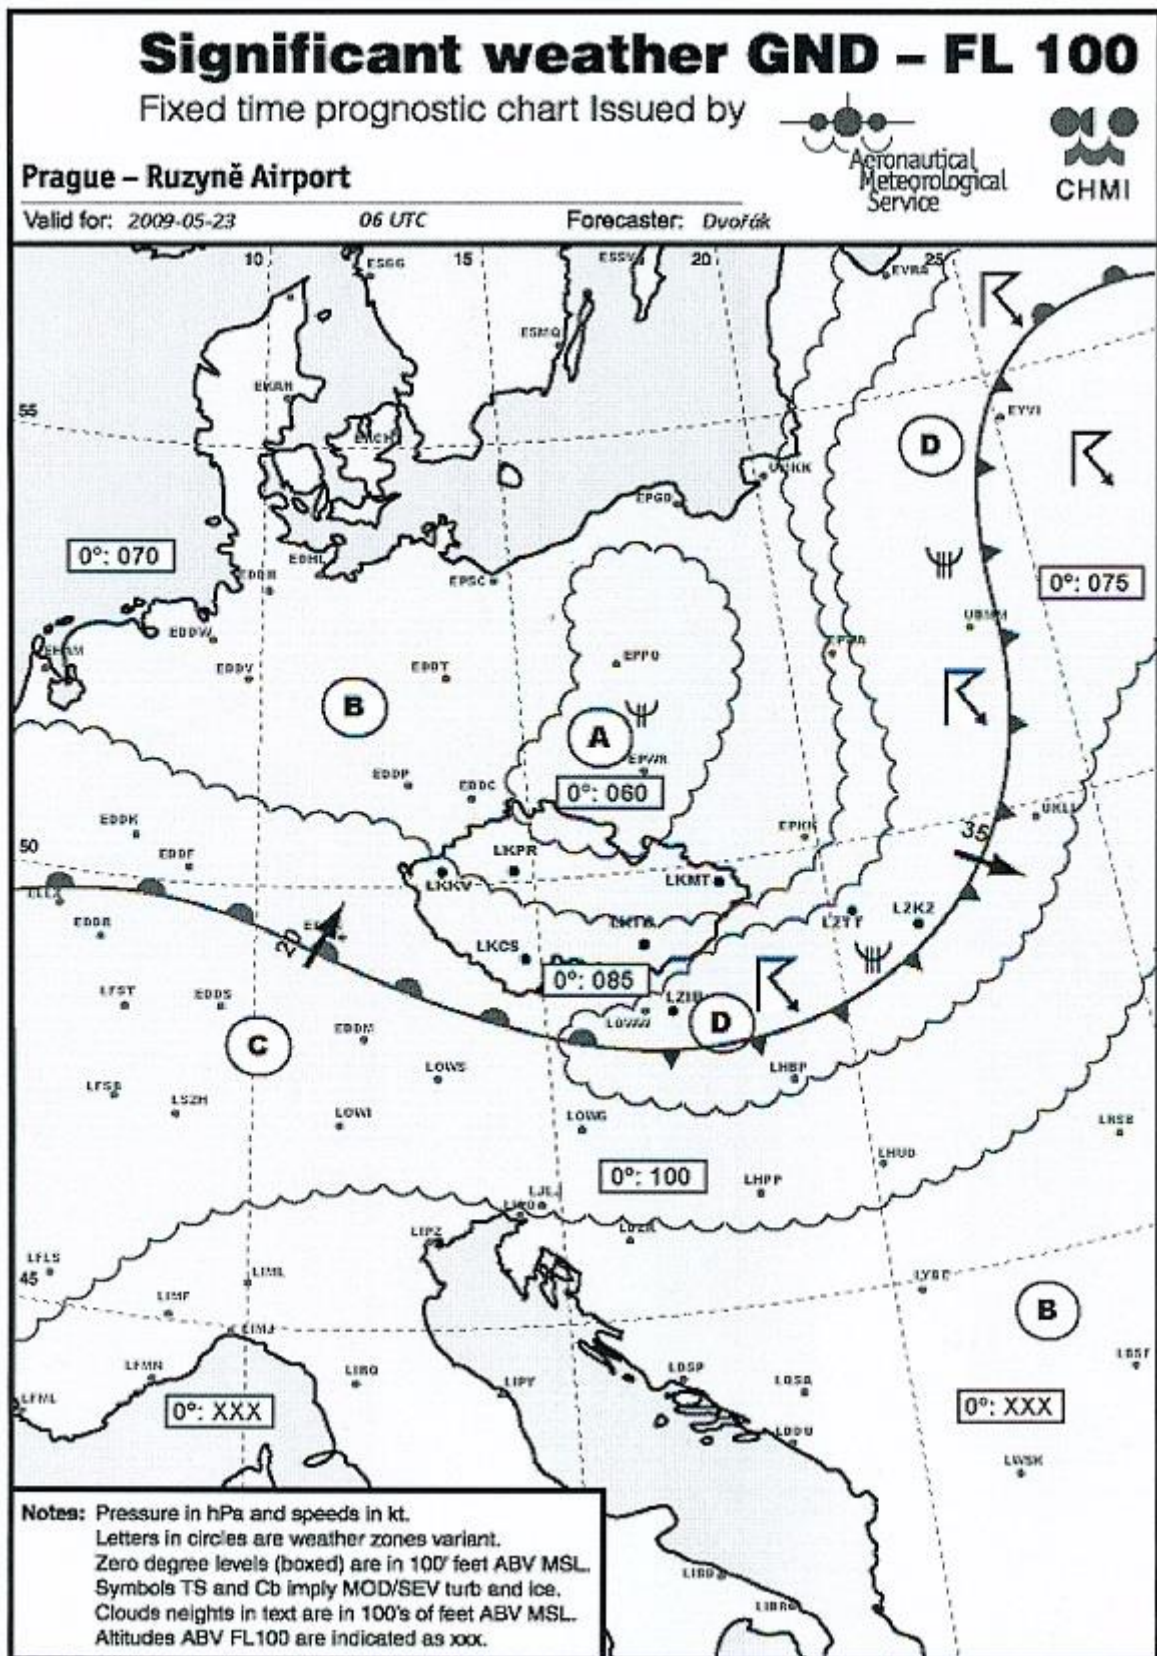 Significant weather GND – FL 100
Fixed time prognostic chart Issued by
Aeronautical
Meteorological
Service
CHMI
Prague – Ruzyně Airport
Valid for: 2009-05-23 06 UTC Forecaster: Dvořák
10 15 20 25
ESGG
ESSV
EVRA
ESMQ
EKAH
55
EYVI
D
UMKK
EPGD
0°: 070
EDHL
EDDH
EPSC
0°: 075
UBMM
EDDW
EHAM
EDDV
EDDT
EPPO
EPWA
B
A
EDDP
EDDC
EPWR
0°: 060
EDDK
UKLL
EPKK
35
50
EDDF
LKPR
LKKV
LKMT
EDDR
20
LKTB
LZTT
LZKZ
LKCS
0°: 085
LFST
EDDS
LZIB
LOWW
D
EDDM
C
LOWS
LHBP
LFSB
LSZH
LOWI
LOWG
LRSB
LHUD
0°: 100
LHPP
LJLJ
LIPZ
LDZA
LFLS
45
LIML
LIMF
B
LIMJ
LFMN
LIRQ
LIPY
LDSP
LQSA
LBSF
LFML
0°: XXX
0°: XXX
LDDU
LWSK
Notes: Pressure in hPa and speeds in kt.
Letters in circles are weather zones variant.
Zero degree levels (boxed) are in 100' feet ABV MSL.
Symbols TS and Cb imply MOD/SEV turb and ice.
Clouds neights in text are in 100's of feet ABV MSL.
Altitudes ABV FL100 are indicated as xxx.
LIBD
LIBR